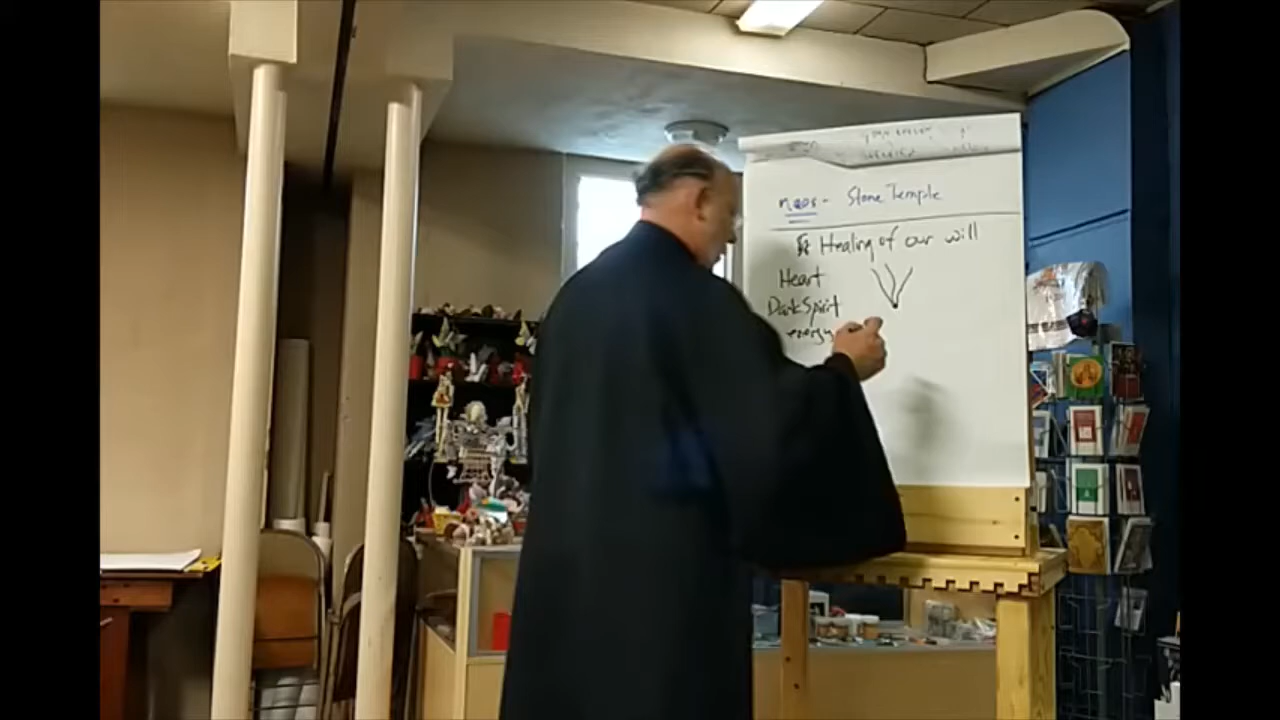 naos - Stone Temple
Healing of our will
Heart
Dark Spirit
energy